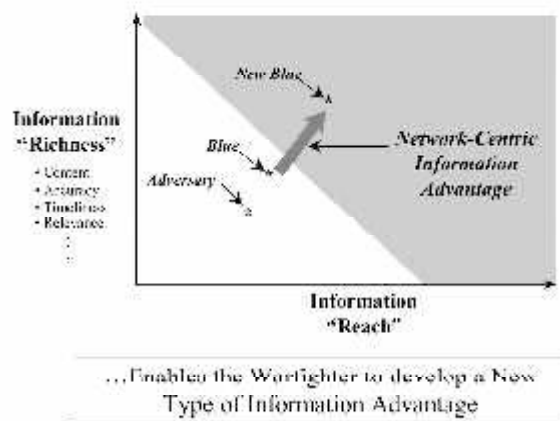 New Blue
Information
"Richness"
• Content
• Accuracy
• Timeliness
• Relevance
Blue
Adversary
Network-Centric
Information
Advantage
Information
"Reach"
…Enables the Warfighter to develop a New
Type of Information Advantage